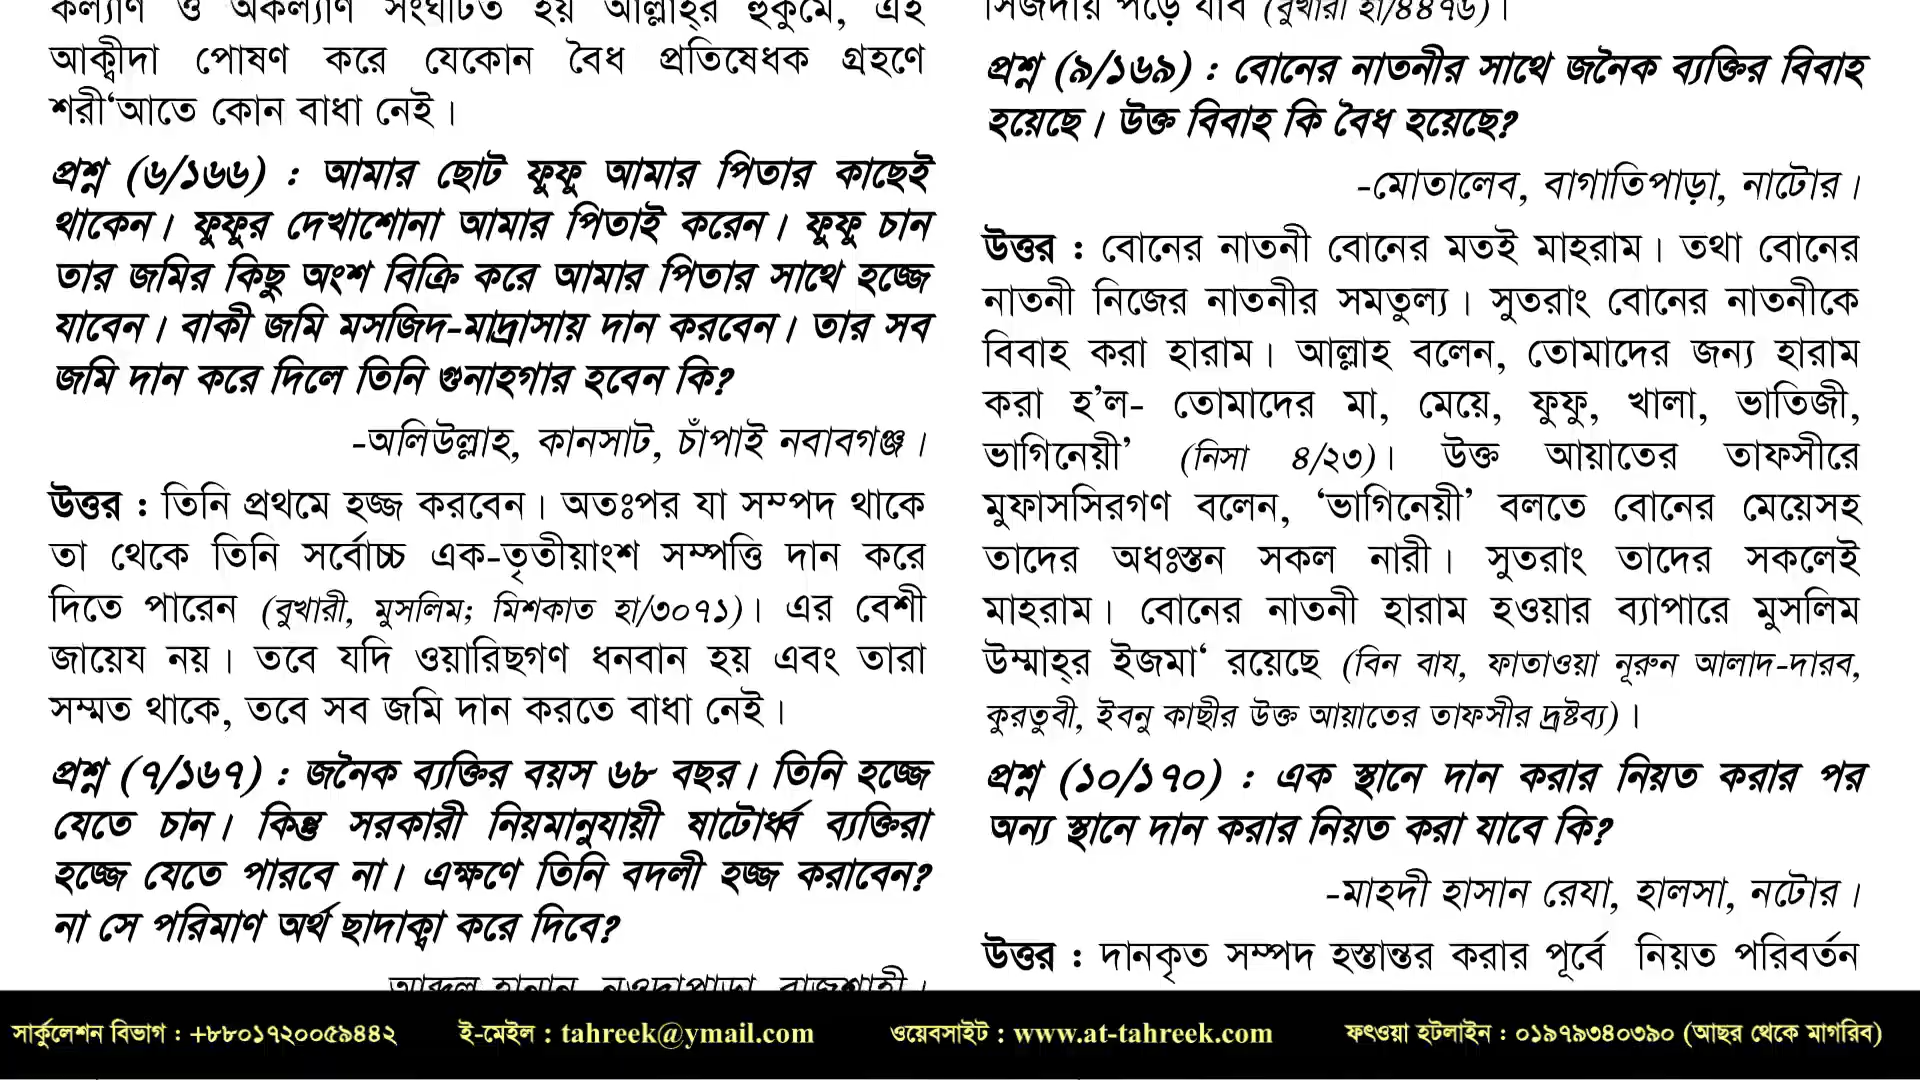 কল্যাণ ও অকল্যাণ সংঘটিত হয় আল্লাহ্‌র হুকুমে, এই
আক্বীদা পোষণ করে যেকোন বৈধ প্রতিষেধক গ্রহণে
শরী‘আতে কোন বাধা নেই।
প্রশ্ন (৬/১৬৬) : আমার ছোট ফুফু আমার পিতার কাছেই
থাকেন। ফুফুর দেখাশোনা আমার পিতাই করেন। ফুফু চান
তার জমির কিছু অংশ বিক্রি করে আমার পিতার সাথে হজ্জে
যাবেন। বাকী জমি মসজিদ-মাদ্রাসায় দান করবেন। তার সব
জমি দান করে দিলে তিনি গুনাহগার হবেন কি?
-অলিউল্লাহ, কানসাট, চাঁপাই নবাবগঞ্জ।
উত্তর : তিনি প্রথমে হজ্জ করবেন। অতঃপর যা সম্পদ থাকে
তা থেকে তিনি সর্বোচ্চ এক-তৃতীয়াংশ সম্পত্তি দান করে
দিতে পারেন (বুখারী, মুসলিম; মিশকাত হা/৩০৭১)। এর বেশী
জায়েয নয়। তবে যদি ওয়ারিছগণ ধনবান হয় এবং তারা
সম্মত থাকে, তবে সব জমি দান করতে বাধা নেই।
প্রশ্ন (৭/১৬৭) : জনৈক ব্যক্তির বয়স ৬৮ বছর। তিনি হজ্জে
যেতে চান। কিন্তু সরকারী নিয়মানুযায়ী ষাটোর্ধ্ব ব্যক্তিরা
হজ্জে যেতে পারবে না। এক্ষণে তিনি বদলী হজ্জ করাবেন?
না সে পরিমাণ অর্থ ছাদাক্বা করে দিবে?
আব্দুল হান্নান, নওদাপাড়া, রাজশাহী।
সিজদায় পড়ে যাব (বুখারী হা/৪৪৭৬)।
প্রশ্ন (৯/১৬৯) : বোনের নাতনীর সাথে জনৈক ব্যক্তির বিবাহ
হয়েছে। উক্ত বিবাহ কি বৈধ হয়েছে?
-মোতালেব, বাগাতিপাড়া, নাটোর।
উত্তর : বোনের নাতনী বোনের মতই মাহরাম। তথা বোনের
নাতনী নিজের নাতনীর সমতুল্য। সুতরাং বোনের নাতনীকে
বিবাহ করা হারাম। আল্লাহ বলেন, তোমাদের জন্য হারাম
করা হ’ল- তোমাদের মা, মেয়ে, ফুফু, খালা, ভাতিজী,
ভাগিনেয়ী’ (নিসা ৪/২৩)। উক্ত আয়াতের তাফসীরে
মুফাসসিরগণ বলেন, ‘ভাগিনেয়ী’ বলতে বোনের মেয়েসহ
তাদের অধঃস্তন সকল নারী। সুতরাং তাদের সকলেই
মাহরাম। বোনের নাতনী হারাম হওয়ার ব্যাপারে মুসলিম
উম্মাহ্‌র ইজমা‘ রয়েছে (বিন বায, ফাতাওয়া নূরুন আলাদ-দারব,
কুরতুবী, ইবনু কাছীর উক্ত আয়াতের তাফসীর দ্রষ্টব্য)।
প্রশ্ন (১০/১৭০) : এক স্থানে দান করার নিয়ত করার পর
অন্য স্থানে দান করার নিয়ত করা যাবে কি?
-মাহদী হাসান রেযা, হালসা, নটোর।
উত্তর : দানকৃত সম্পদ হস্তান্তর করার পূর্বে নিয়ত পরিবর্তন
সার্কুলেশন বিভাগ : +৮৮০১৭২০০৫৯৪৪২ ই-মেইল : tahreek@ymail.com ওয়েবসাইট : www.at-tahreek.com ফৎওয়া হটলাইন : ০১৯৭৯৩৪০৩৯০ (আছর থেকে মাগরিব)